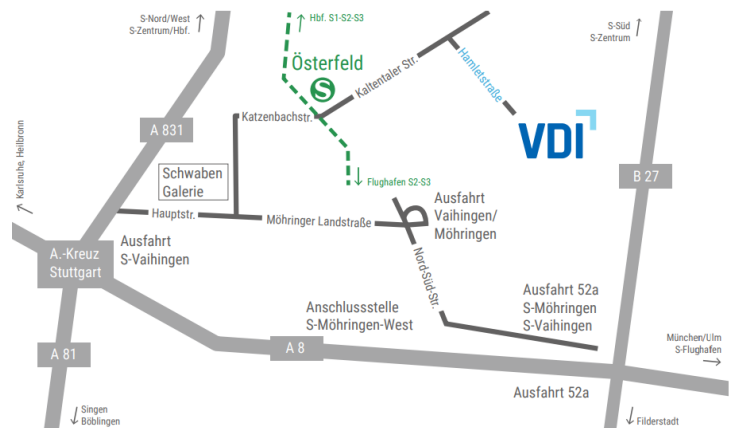 S-Nord/West
S-Zentrum/Hbf.
Hbf. S1-S2-S3
S-Süd
S-Zentrum
Österfeld
S
Kaltentaler Str.
Hamletstraße
Katzenbachstr.
VDI
A 831
Karlsruhe, Heilbronn
Schwaben
Galerie
Flughafen S2-S3
B 27
Hauptstr.
Möhringer Landstraße
Ausfahrt
Vaihingen/
Möhringen
Ausfahrt
S-Vaihingen
A.-Kreuz
Stuttgart
Nord-Süd-Str.
Anschlussstelle
S-Möhringen-West
Ausfahrt 52a
S-Möhringen
S-Vaihingen
A 81
A 8
München/Ulm
S-Flughafen
Ausfahrt 52a
Singen
Böblingen
Filderstadt